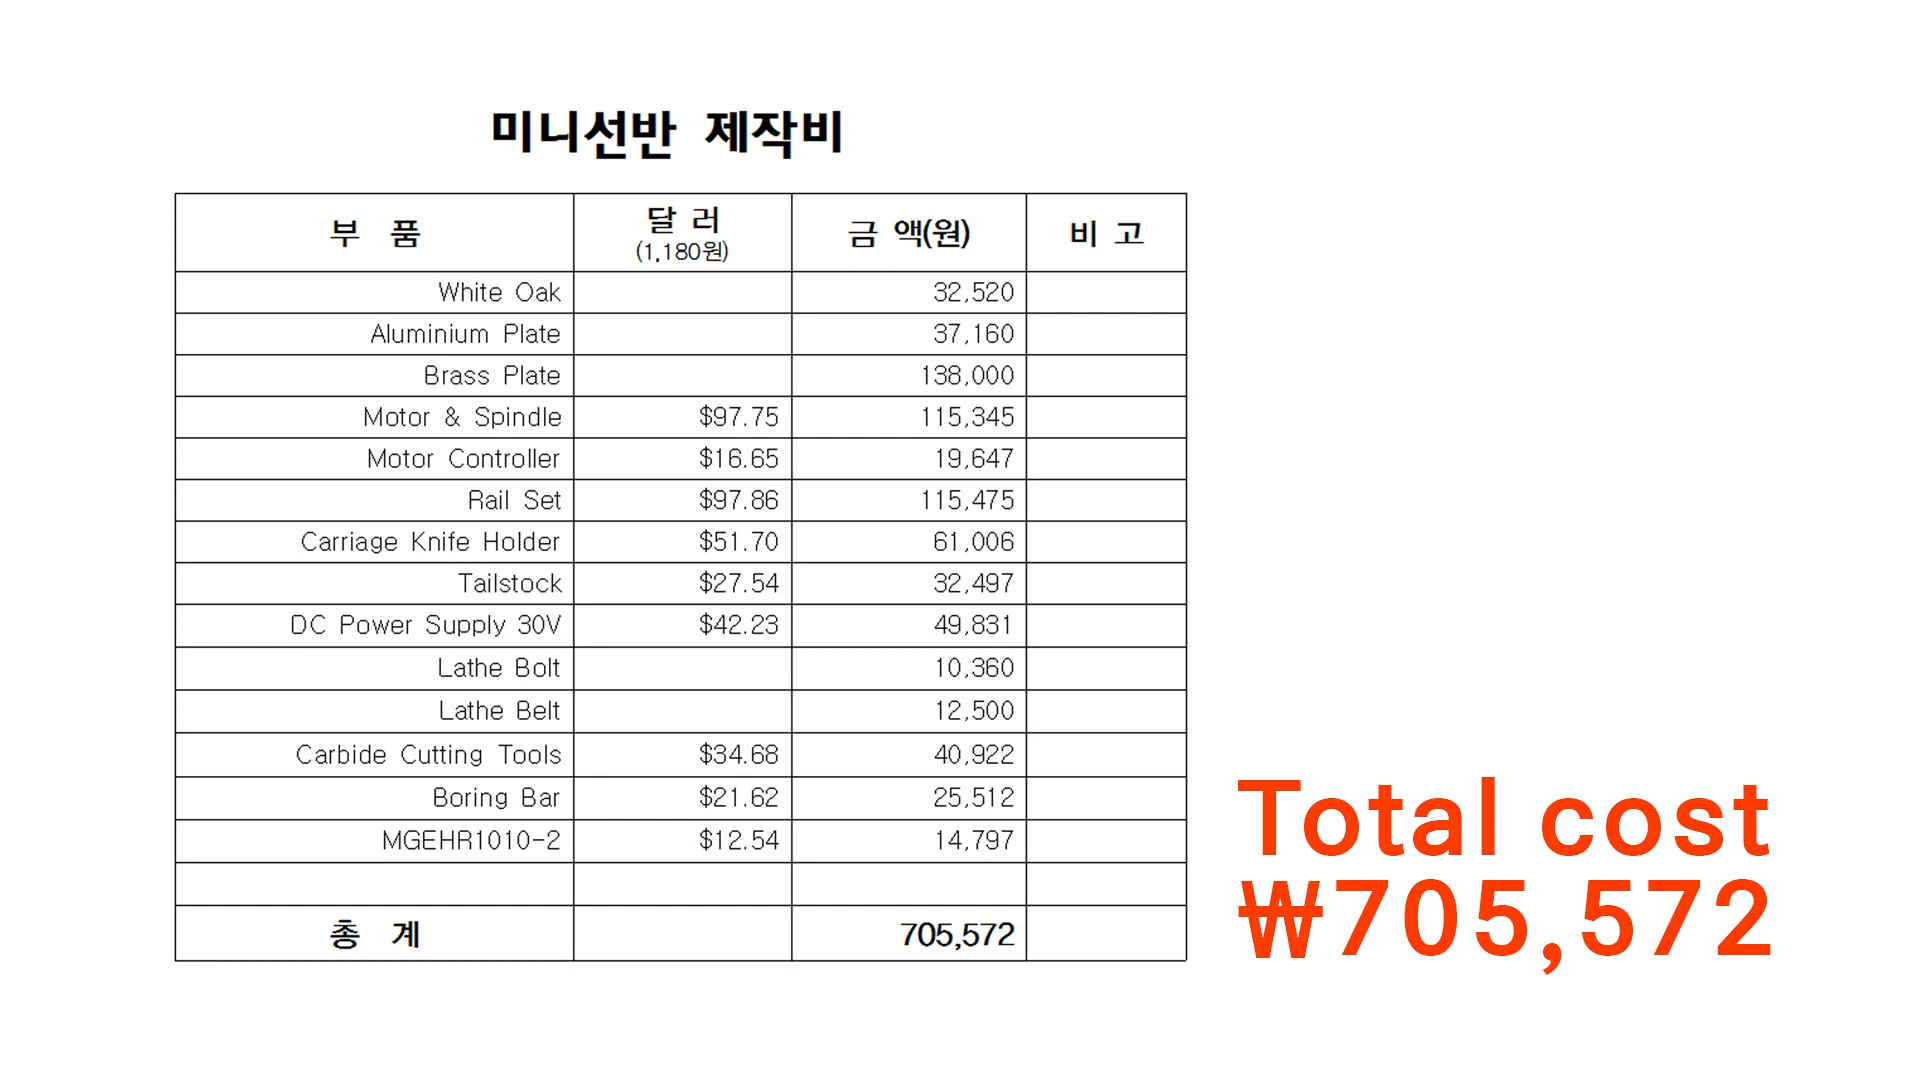 미니선반 제작비
부 품 달 러 (1,180원) 금 액(원) 비 고
White Oak 32,520
Aluminium Plate 37,160
Brass Plate 138,000
Motor & Spindle $97.75 115,345
Motor Controller $16.65 19,647
Rail Set $97.86 115,475
Carriage Knife Holder $51.70 61,006
Tailstock $27.54 32,497
DC Power Supply 30V $42.23 49,831
Lathe Bolt 10,360
Lathe Belt 12,500
Carbide Cutting Tools $34.68 40,922
Boring Bar $21.62 25,512
MGEHR1010-2 $12.54 14,797
총 계 705,572
Total cost
₩705,572